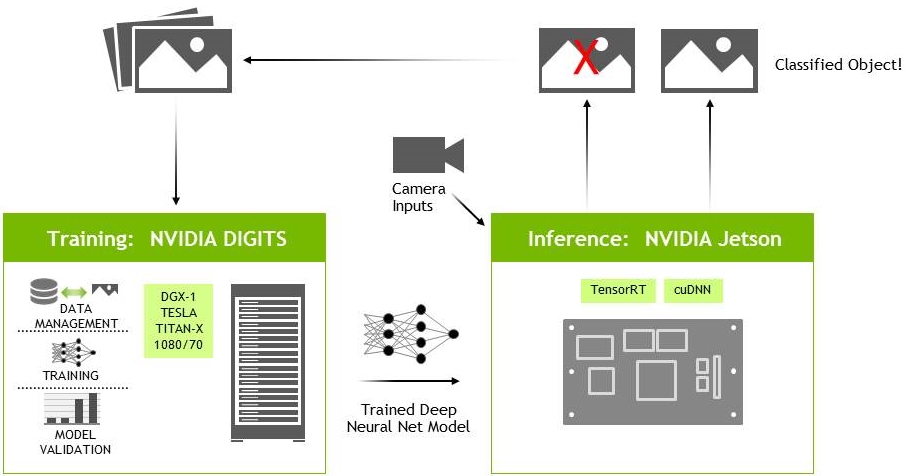 Classified Object!
Camera
Inputs
Training: NVIDIA DIGITS
DATA
MANAGEMENT
TRAINING
MODEL
VALIDATION
DGX-1
TESLA
TITAN-X
1080/70
Trained Deep
Neural Net Model
Inference: NVIDIA Jetson
TensorRT
cuDNN